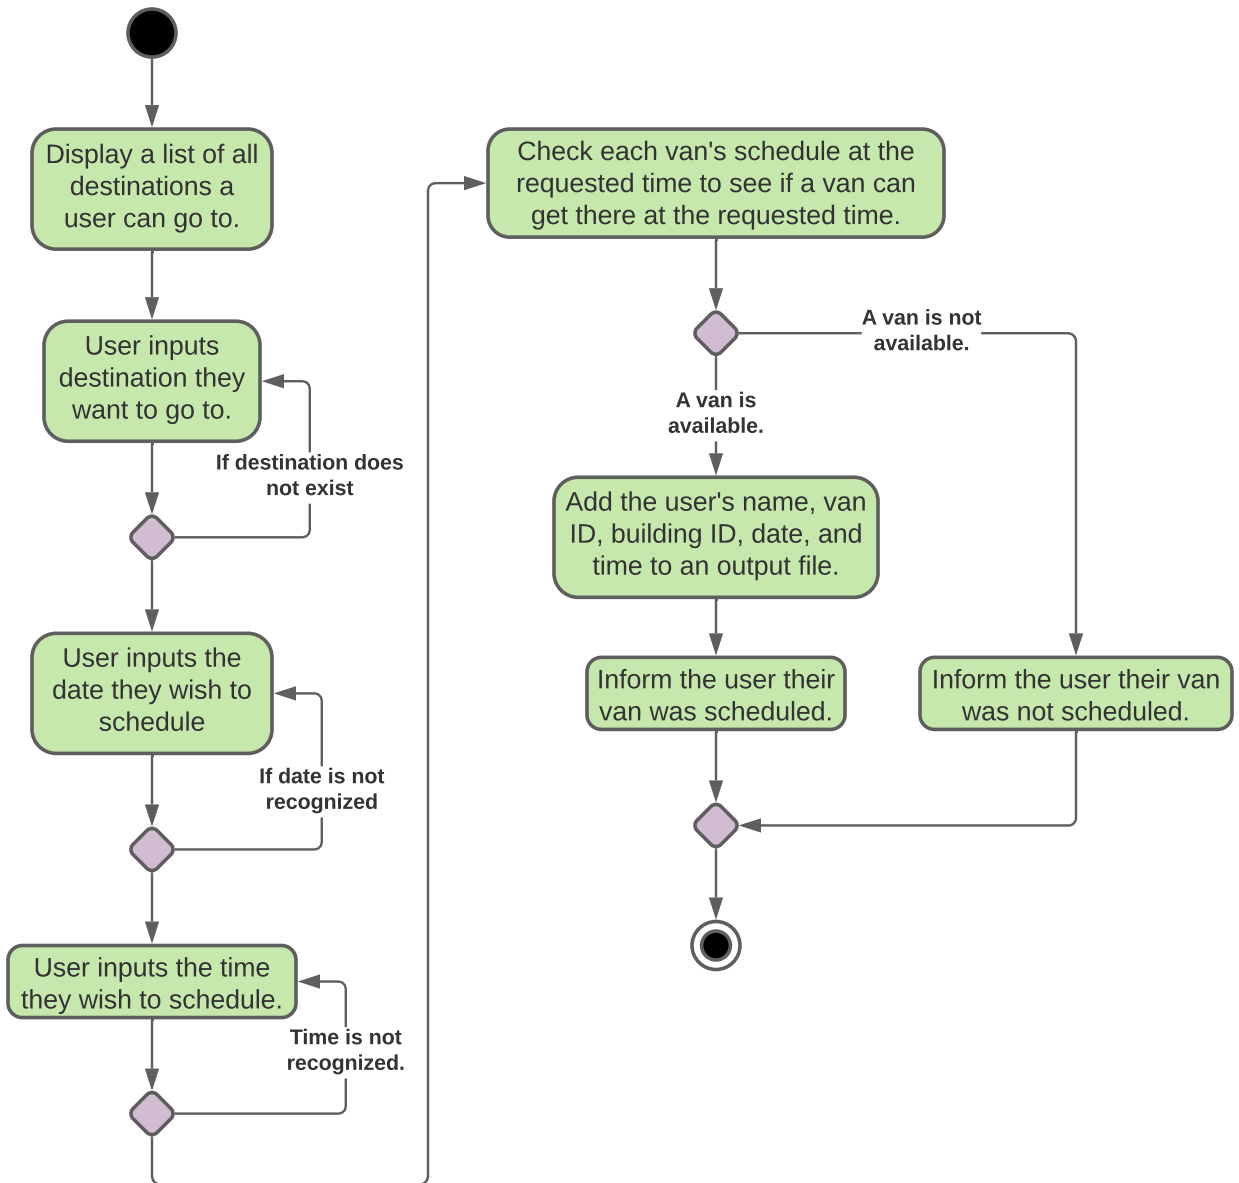 Display a list of all
destinations a
user can go to.
User inputs
destination they
want to go to.
If destination does
not exist
User inputs the
date they wish to
schedule
If date is not
recognized
User inputs the time
they wish to schedule.
Time is not
recognized.
Check each van's schedule at the
requested time to see if a van can
get there at the requested time.
A van is not
available.
A van is
available.
Add the user's name, van
ID, building ID, date, and
time to an output file.
Inform the user their
van was scheduled.
Inform the user their van
was not scheduled.